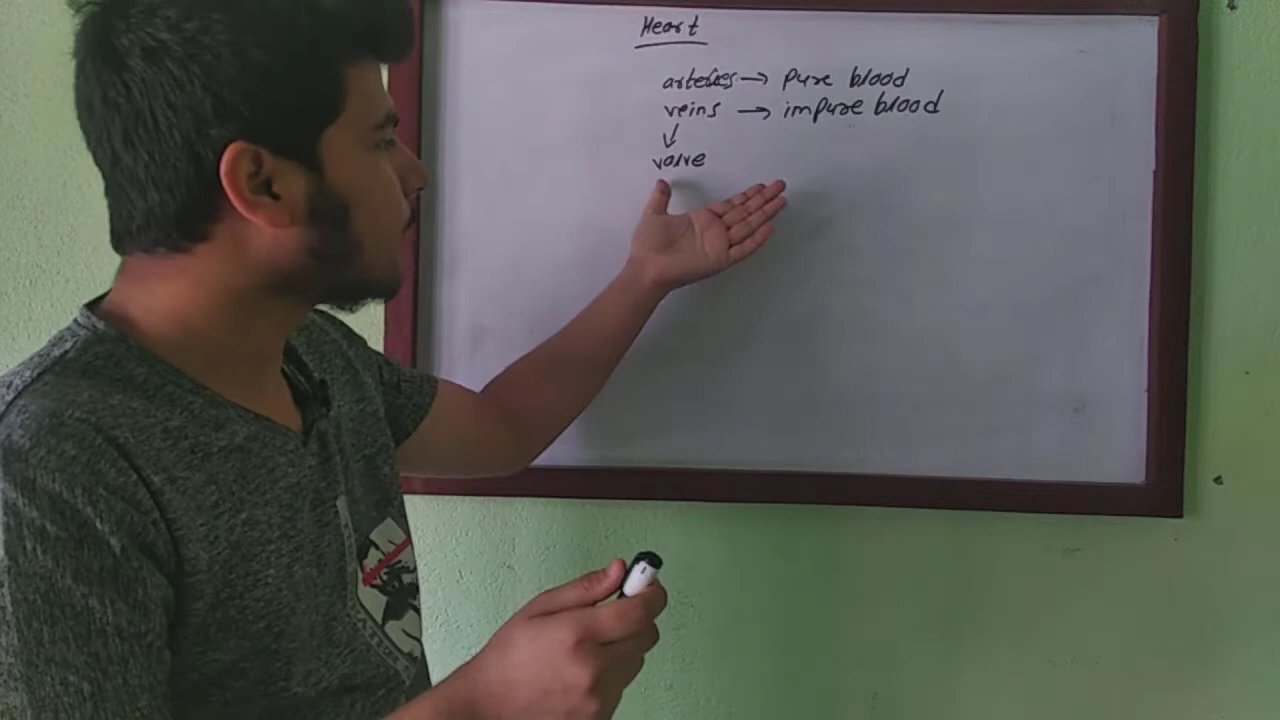 Heart
arteries → pure blood
veins → impure blood
↓
valve